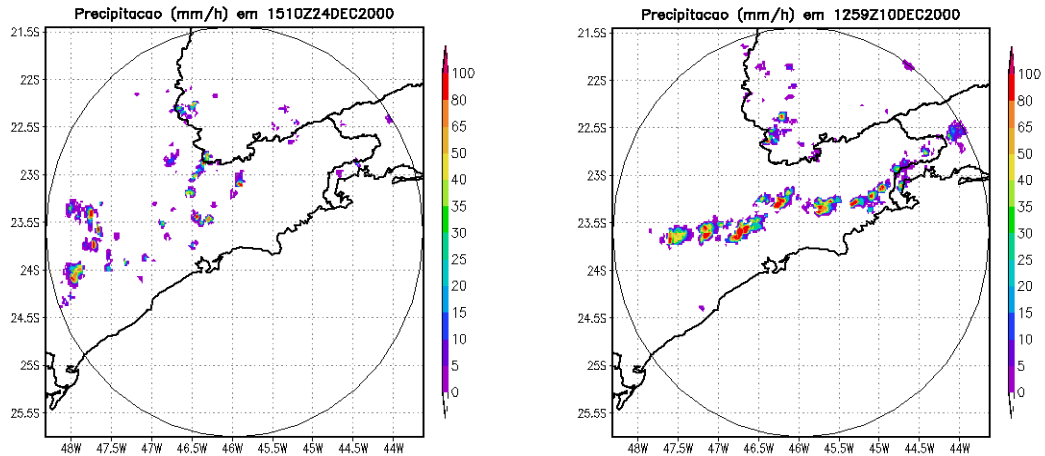 Precipitacao (mm/h) em 1510Z24DEC2000
21.5S
22S
22.5S
23S
23.5S
24S
24.5S
25S
25.5S
48W 47.5W 47W 46.5W 46W 45.5W 45W 44.5W 44W
100
80
65
50
40
35
30
25
20
15
10
5
0
Precipitacao (mm/h) em 1259Z10DEC2000
21.5S
22S
22.5S
23S
23.5S
24S
24.5S
25S
25.5S
48W 47.5W 47W 46.5W 46W 45.5W 45W 44.5W 44W
100
80
65
50
40
35
30
25
20
15
10
5
0